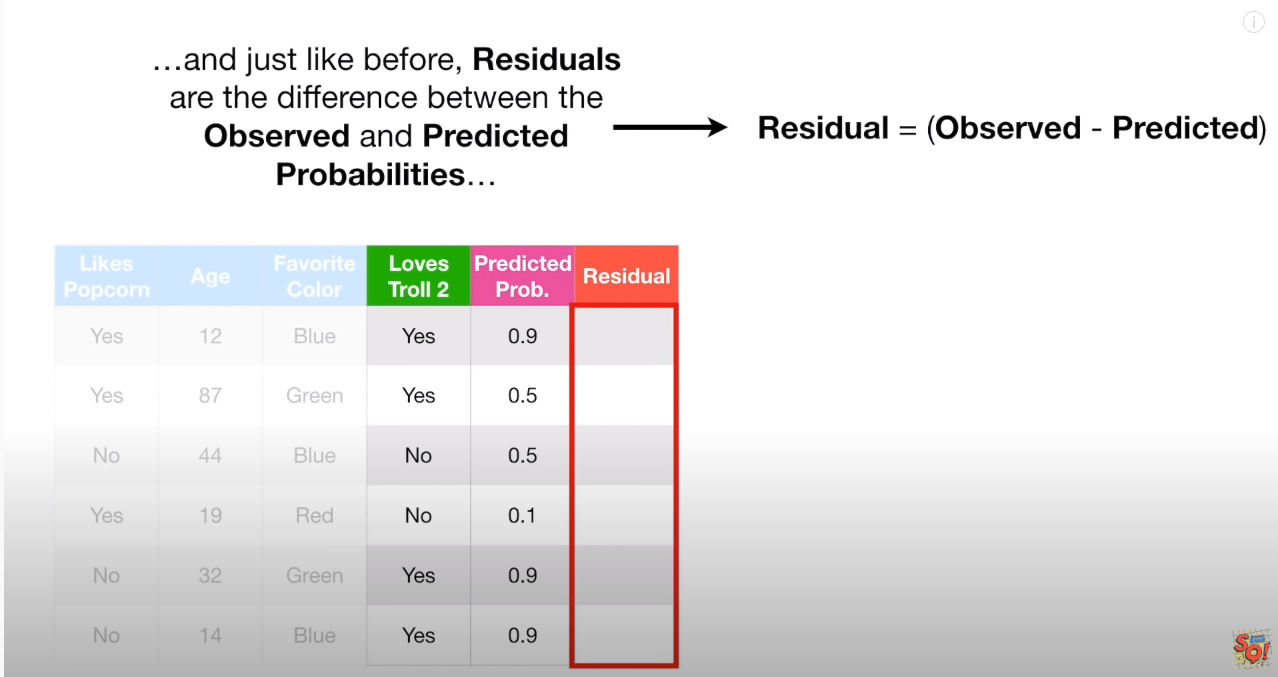 …and just like before, Residuals
are the difference between the
Observed and Predicted
Probabilities…
Residual = (Observed - Predicted)
Likes Popcorn Age Favorite Color Loves Troll 2 Predicted Prob. Residual
Yes 12 Blue Yes 0.9
Yes 87 Green Yes 0.5
No 44 Blue No 0.5
Yes 19 Red No 0.1
No 32 Green Yes 0.9
No 14 Blue Yes 0.9
SQ!